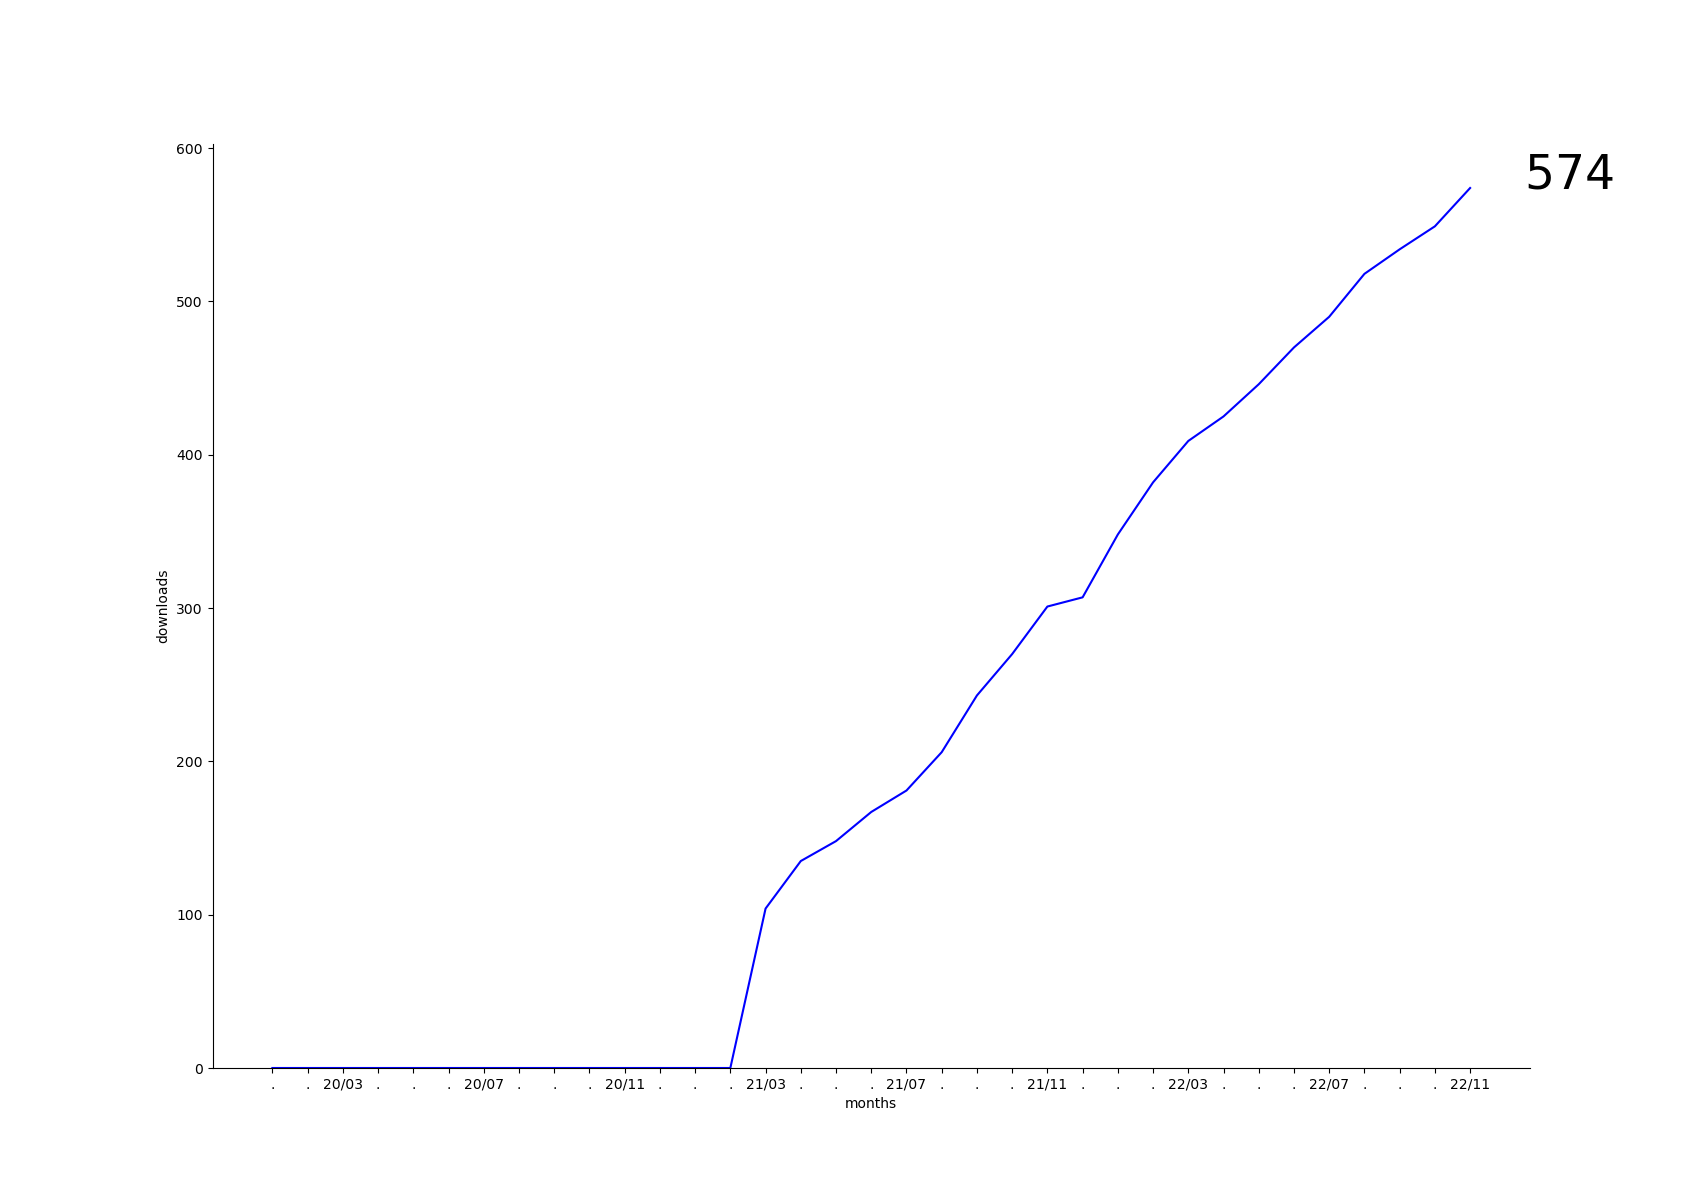 574
600
500
400
300
200
100
0
downloads
. . 20/03 . . . 20/07 . . . 20/11 . . . 21/03 . . . 21/07 . . . 21/11 . . . 22/03 . . . 22/07 . . . 22/11
months